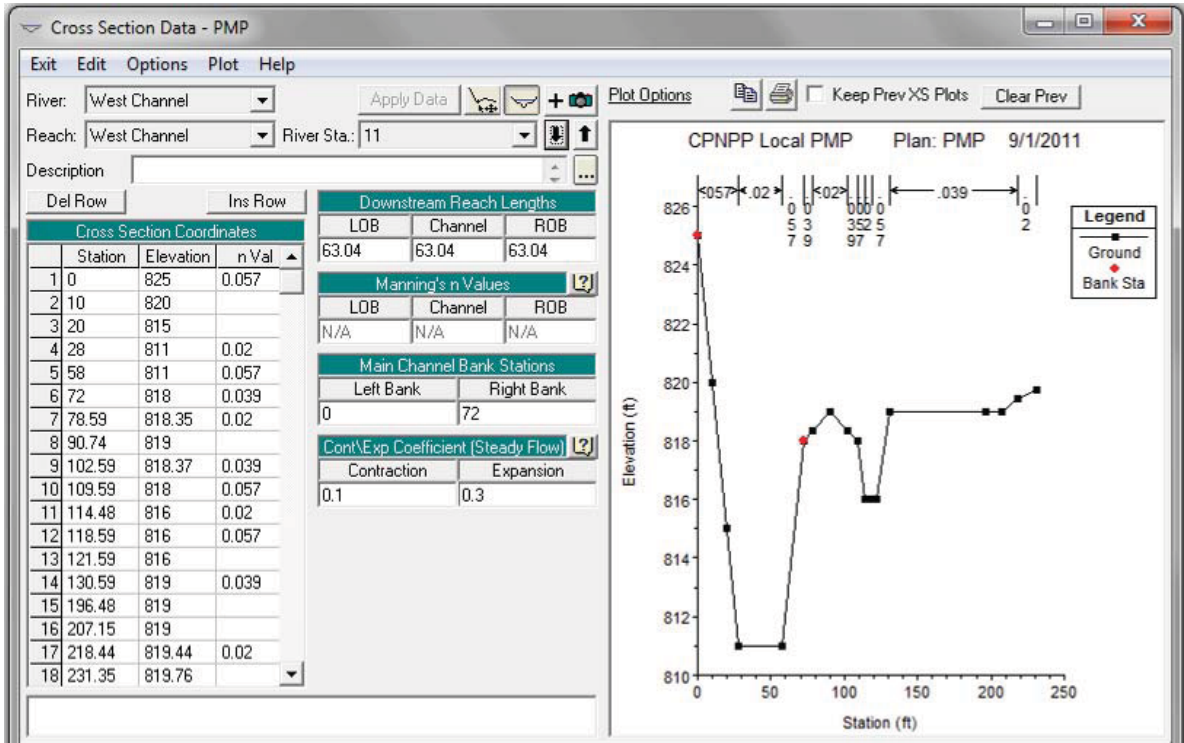 Cross Section Data - PMP
Exit Edit Options Plot Help
River: West Channel Apply Data
Reach: West Channel River Sta.: 11
Description ...
Del Row Ins Row
Cross Section Coordinates
Station Elevation n Val
1 0 825 0.057
2 10 820
3 20 815
4 28 811 0.02
5 58 811 0.057
6 72 818 0.039
7 78.59 818.35 0.02
8 90.74 819
9 102.59 818.37 0.039
10 109.59 818 0.057
11 114.48 816 0.02
12 118.59 816 0.057
13 121.59 816
14 130.59 819 0.039
15 196.48 819
16 207.15 819
17 218.44 819.44 0.02
18 231.35 819.76
Downstream Reach Lengths
LOB Channel ROB
63.04 63.04 63.04
Manning's n Values
LOB Channel ROB
N/A N/A N/A
Main Channel Bank Stations
Left Bank Right Bank
0 72
Cont\Exp Coefficient (Steady Flow)
Contraction Expansion
0.1 0.3
Plot Options Keep Prev XS Plots Clear Prev
CPNPP Local PMP Plan: PMP 9/1/2011
.057 .02 .057 .039 .02 .057 .039 .02
Legend
Ground
Bank Sta
Elevation (ft)
826
824
822
820
818
816
814
812
810
0 50 100 150 200 250
Station (ft)